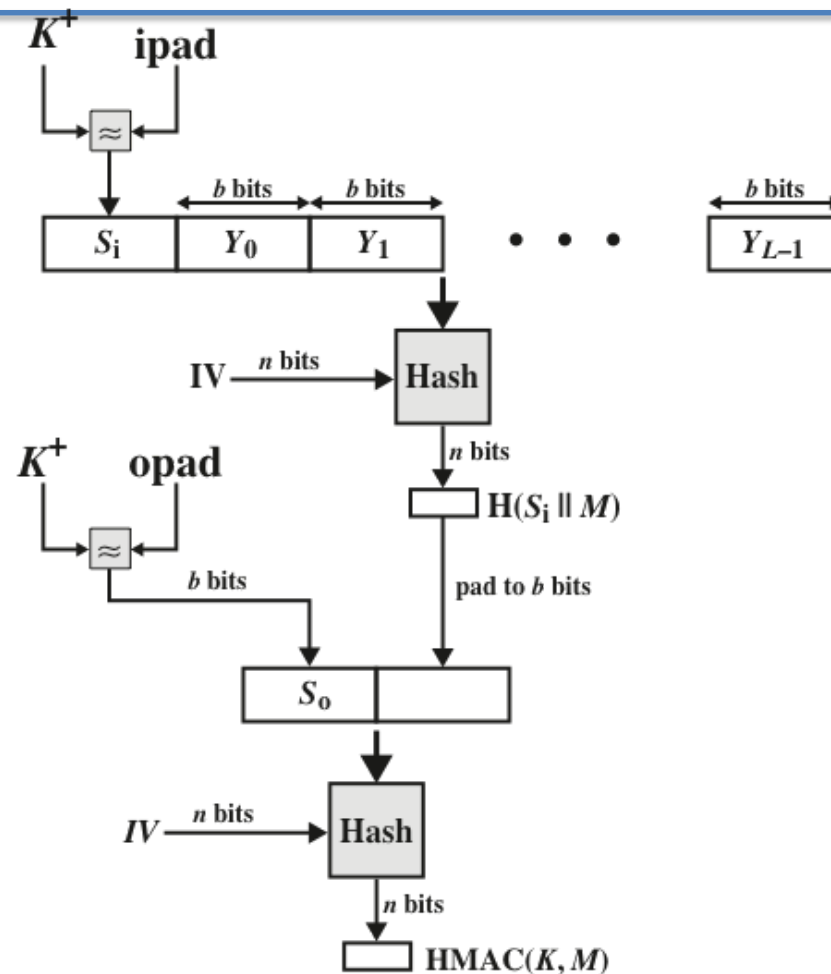 K⁺ ipad
≈
b bits b bits b bits
Sᵢ Y₀ Y₁ • • • Y_L–1
IV n bits Hash
n bits
K⁺ opad
H(Sᵢ || M)
≈
b bits
pad to b bits
Sₒ
IV n bits Hash
n bits
HMAC(K, M)